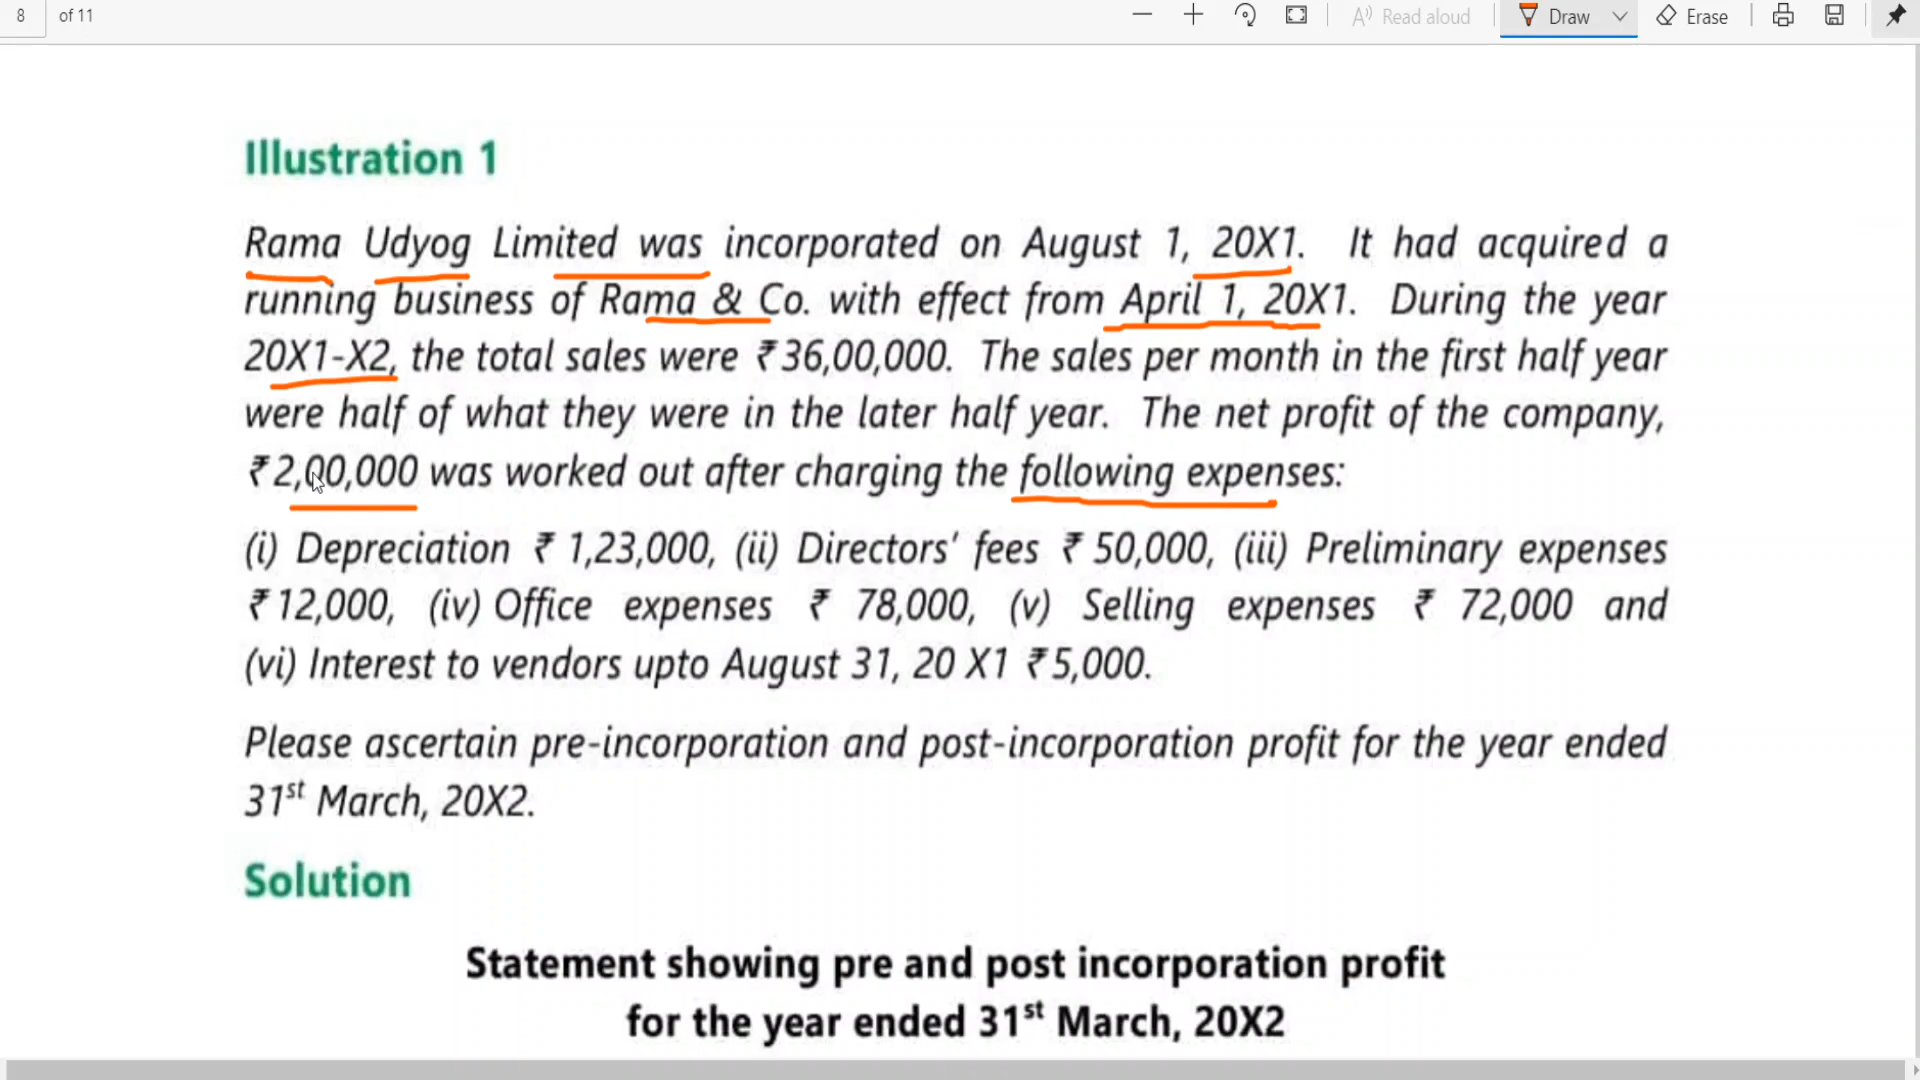 8 of 11 Read aloud Draw Erase
Illustration 1
Rama Udyog Limited was incorporated on August 1, 20X1. It had acquired a
running business of Rama & Co. with effect from April 1, 20X1. During the year
20X1-X2, the total sales were ₹36,00,000. The sales per month in the first half year
were half of what they were in the later half year. The net profit of the company,
₹2,00,000 was worked out after charging the following expenses:
(i) Depreciation ₹ 1,23,000, (ii) Directors' fees ₹ 50,000, (iii) Preliminary expenses
₹12,000, (iv) Office expenses ₹ 78,000, (v) Selling expenses ₹ 72,000 and
(vi) Interest to vendors upto August 31, 20 X1 ₹5,000.
Please ascertain pre-incorporation and post-incorporation profit for the year ended
31st March, 20X2.
Solution
Statement showing pre and post incorporation profit
for the year ended 31st March, 20X2